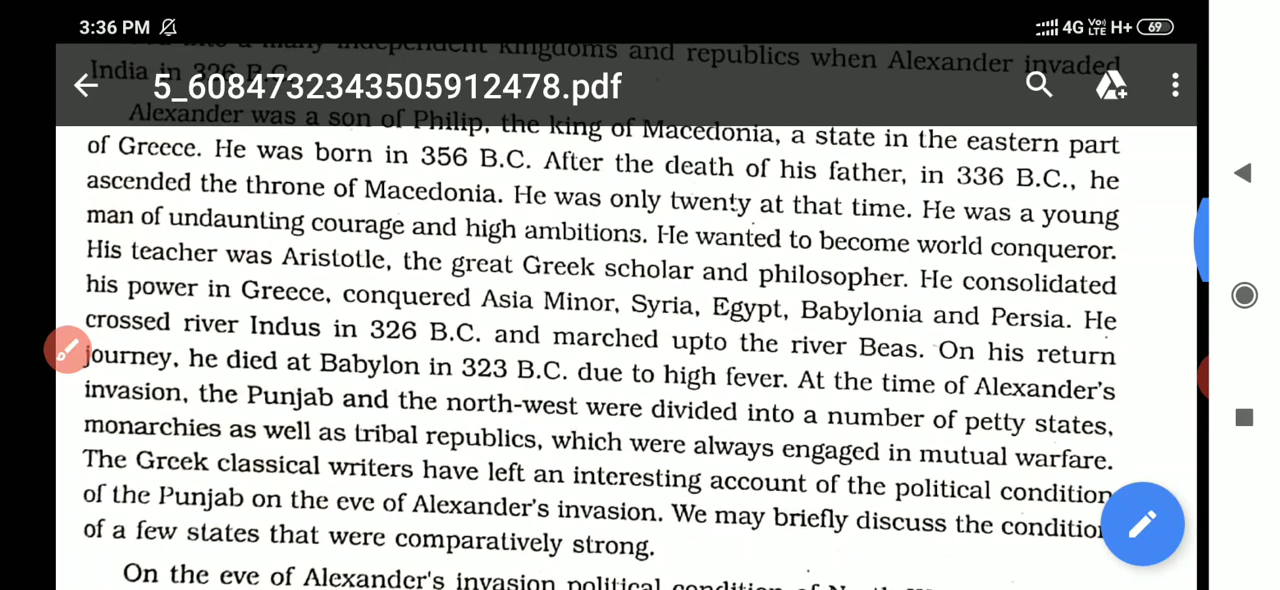 3:36 PM 4G Vo)) LTE H+ 69
independent kingdoms and republics when Alexander invaded
India in 326 B.C.
5_6084732343505912478.pdf
Alexander was a son of Philip, the king of Macedonia, a state in the eastern part
of Greece. He was born in 356 B.C. After the death of his father, in 336 B.C., he
ascended the throne of Macedonia. He was only twenty at that time. He was a young
man of undaunting courage and high ambitions. He wanted to become world conqueror.
His teacher was Aristotle, the great Greek scholar and philosopher. He consolidated
his power in Greece, conquered Asia Minor, Syria, Egypt, Babylonia and Persia. He
crossed river Indus in 326 B.C. and marched upto the river Beas. On his return
journey, he died at Babylon in 323 B.C. due to high fever. At the time of Alexander's
invasion, the Punjab and the north-west were divided into a number of petty states,
monarchies as well as tribal republics, which were always engaged in mutual warfare.
The Greek classical writers have left an interesting account of the political condition
of the Punjab on the eve of Alexander's invasion. We may briefly discuss the condition
of a few states that were comparatively strong.
On the eve of Alexander's invasion political condition of